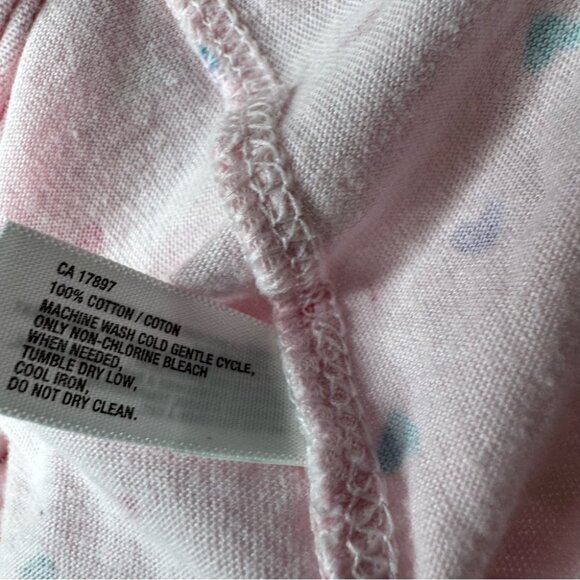 CA 17897
100% COTTON / COTON
MACHINE WASH COLD GENTLE CYCLE,
ONLY NON-CHLORINE BLEACH
WHEN NEEDED,
TUMBLE DRY LOW,
COOL IRON,
DO NOT DRY CLEAN.